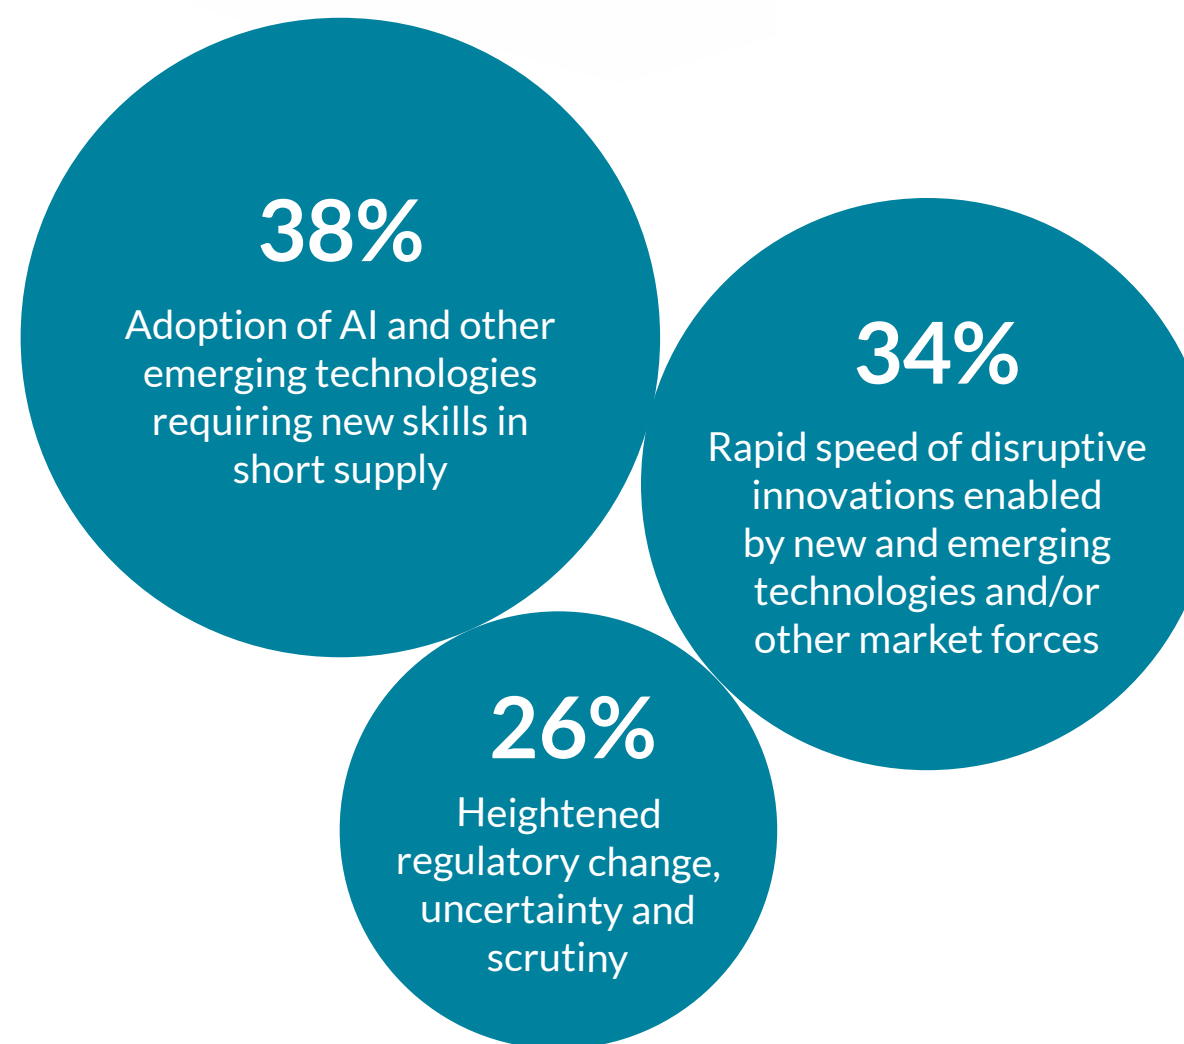 38%
Adoption of AI and other
emerging technologies
requiring new skills in
short supply
34%
Rapid speed of disruptive
innovations enabled
by new and emerging
technologies and/or
other market forces
26%
Heightened
regulatory change,
uncertainty and
scrutiny